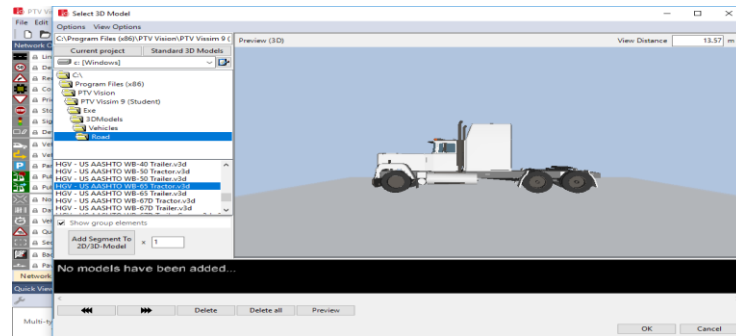 PTV Vi
File Edit
Network O
Select 3D Model
Options View Options
C:\Program Files (x86)\PTV Vision\PTV Vissim 9 (
Current project Standard 3D Models
c: [Windows]
C:\
Program Files (x86)
PTV Vision
PTV Vissim 9 (Student)
Exe
3DModels
Vehicles
Road
HGV - US AASHTO WB-40 Trailer.v3d
HGV - US AASHTO WB-50 Tractor.v3d
HGV - US AASHTO WB-50 Trailer.v3d
HGV - US AASHTO WB-65 Tractor.v3d
HGV - US AASHTO WB-65 Trailer.v3d
HGV - US AASHTO WB-67D Tractor.v3d
HGV - US AASHTO WB-67D Trailer.v3d
Show group elements
Add Segment To
2D/3D-Model
x 1
Preview (3D) View Distance 13.57 m
No models have been added...
Delete Delete all Preview
OK Cancel
Network
Quick View
Multi-ty